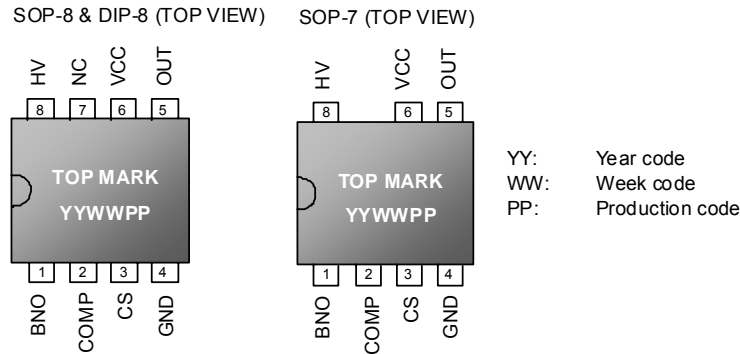 SOP-8 & DIP-8 (TOP VIEW)
HV NC VCC OUT
8 7 6 5
TOP MARK
YYWWPP
1 2 3 4
BNO COMP CS GND
SOP-7 (TOP VIEW)
HV VCC OUT
8 6 5
TOP MARK
YYWWPP
1 2 3 4
BNO COMP CS GND
YY: Year code
WW: Week code
PP: Production code